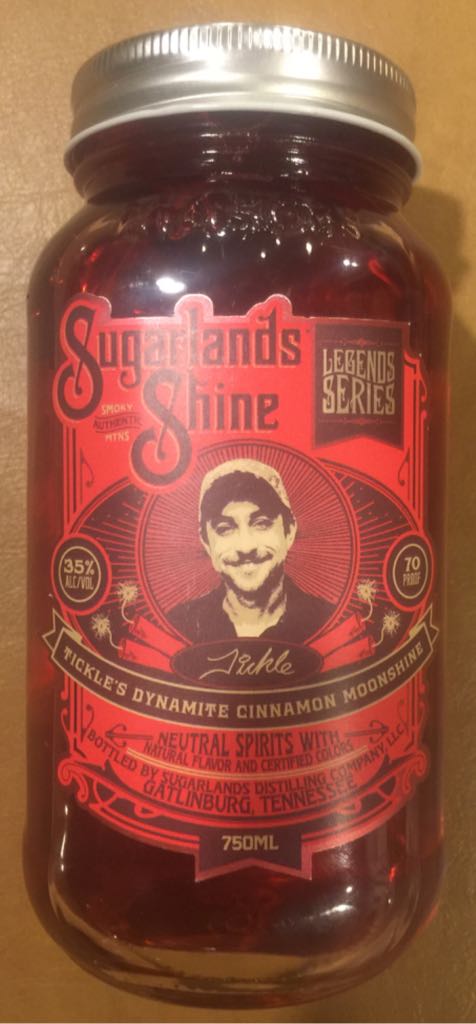 Sugarlands
Shine
LEGENDS
SERIES
SMOKY
AUTHENTIC
MTNS
35%
ALC/VOL
70
PROOF
Tickle
TICKLE'S DYNAMITE CINNAMON MOONSHINE
NEUTRAL SPIRITS WITH
NATURAL FLAVOR AND CERTIFIED COLORS
BOTTLED BY SUGARLANDS DISTILLING COMPANY, LLC
GATLINBURG, TENNESSEE
750ML